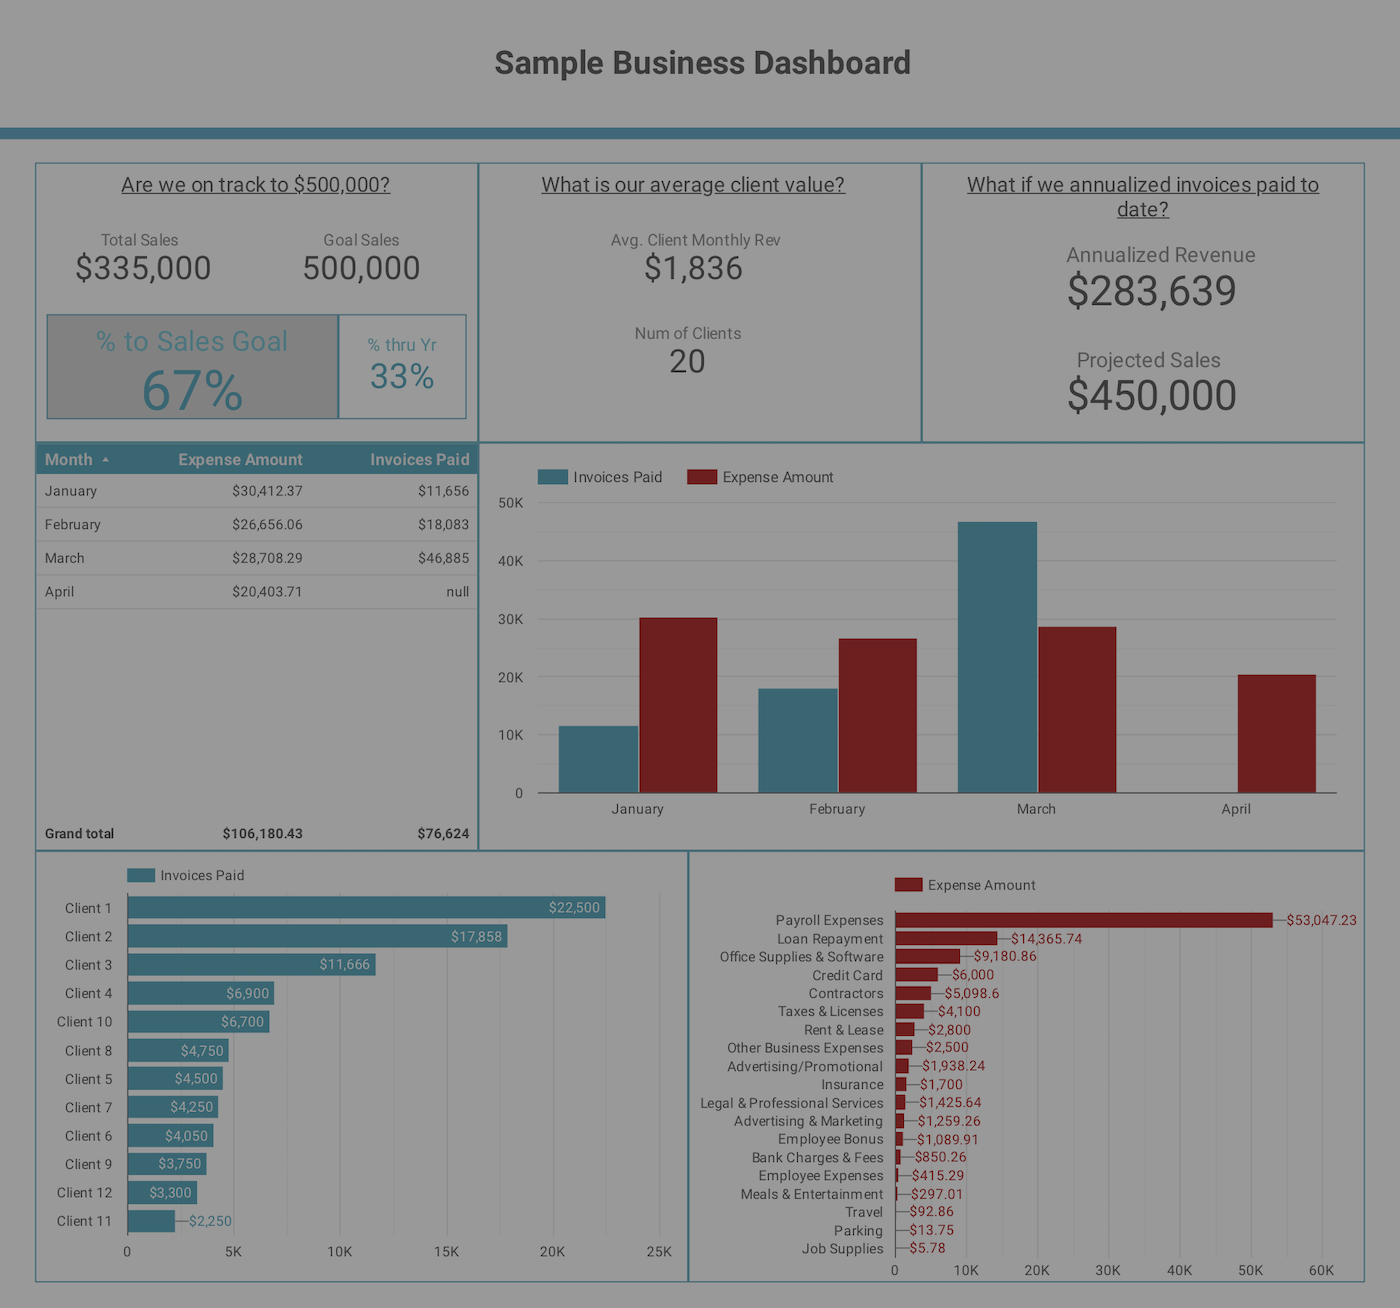 Sample Business Dashboard
Are we on track to $500,000?
Total Sales Goal Sales
$335,000 500,000
% to Sales Goal
67%
% thru Yr
33%
What is our average client value?
Avg. Client Monthly Rev
$1,836
Num of Clients
20
What if we annualized invoices paid to
date?
Annualized Revenue
$283,639
Projected Sales
$450,000
Month Expense Amount Invoices Paid
January $30,412.37 $11,656
February $26,656.06 $18,083
March $28,708.29 $46,885
April $20,403.71 null
Grand total $106,180.43 $76,624
Invoices Paid Expense Amount
50K
40K
30K
20K
10K
0
January February March April
Invoices Paid
Client 1 $22,500
Client 2 $17,858
Client 3 $11,666
Client 4 $6,900
Client 10 $6,700
Client 8 $4,750
Client 5 $4,500
Client 7 $4,250
Client 6 $4,050
Client 9 $3,750
Client 12 $3,300
Client 11 $2,250
0 5K 10K 15K 20K 25K
Expense Amount
Payroll Expenses $53,047.23
Loan Repayment $14,365.74
Office Supplies & Software $9,180.86
Credit Card $6,000
Contractors $5,098.6
Taxes & Licenses $4,100
Rent & Lease $2,800
Other Business Expenses $2,500
Advertising/Promotional $1,938.24
Insurance $1,700
Legal & Professional Services $1,425.64
Advertising & Marketing $1,259.26
Employee Bonus $1,089.91
Bank Charges & Fees $850.26
Employee Expenses $415.29
Meals & Entertainment $297.01
Travel $92.86
Parking $13.75
Job Supplies $5.78
0 10K 20K 30K 40K 50K 60K